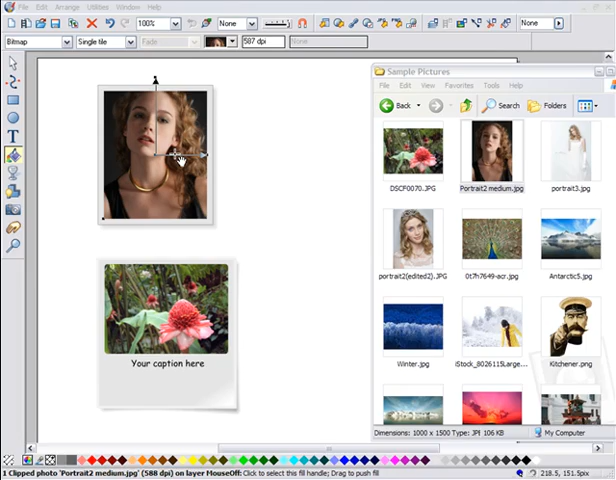 File Edit Arrange Utilities Window Help
100% None None
Bitmap Single tile Fade 587 dpi None
Sample Pictures
File Edit View Favorites Tools Help
Back Search Folders
DSCF0070.JPG Portrait2 medium.jpg portrait3.jpg
portrait2(edited2).JPG 0t7h7649-acr.jpg Antarctic5.jpg
Winter.jpg iStock_8026115Large... Kitchener.png
Dimensions: 1000 x 1500 Type: JPI 106 KB My Computer
T
Your caption here
1 Clipped photo 'Portrait2 medium.jpg' (588 dpi) on layer MouseOff: Click to select this fill handle; Drag to push fill 218.5, 151.5pix